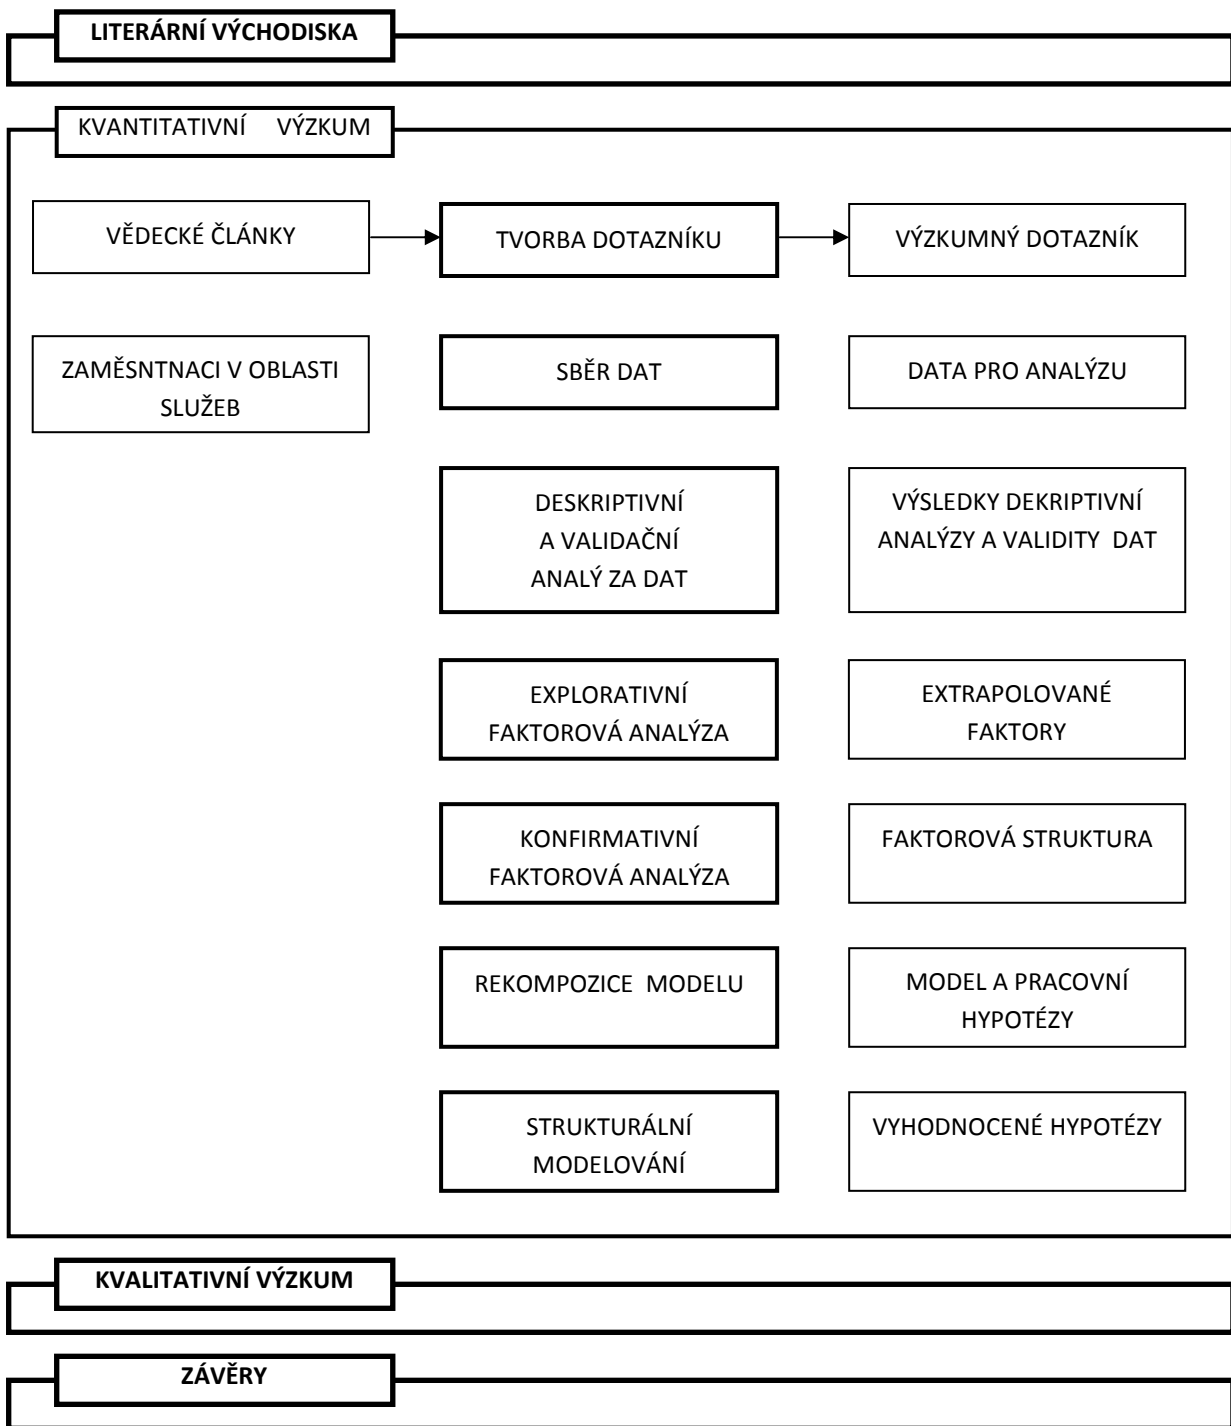 LITERÁRNÍ VÝCHODISKA
KVANTITATIVNÍ VÝZKUM
VĚDECKÉ ČLÁNKY
TVORBA DOTAZNÍKU
VÝZKUMNÝ DOTAZNÍK
ZAMĚSNTNACI V OBLASTI
SLUŽEB
SBĚR DAT
DATA PRO ANALÝZU
DESKRIPTIVNÍ
A VALIDAČNÍ
ANALÝ ZA DAT
VÝSLEDKY DEKRIPTIVNÍ
ANALÝZY A VALIDITY DAT
EXPLORATIVNÍ
FAKTOROVÁ ANALÝZA
EXTRAPOLOVANÉ
FAKTORY
KONFIRMATIVNÍ
FAKTOROVÁ ANALÝZA
FAKTOROVÁ STRUKTURA
REKOMPOZICE MODELU
MODEL A PRACOVNÍ
HYPOTÉZY
STRUKTURÁLNÍ
MODELOVÁNÍ
VYHODNOCENÉ HYPOTÉZY
KVALITATIVNÍ VÝZKUM
ZÁVĚRY